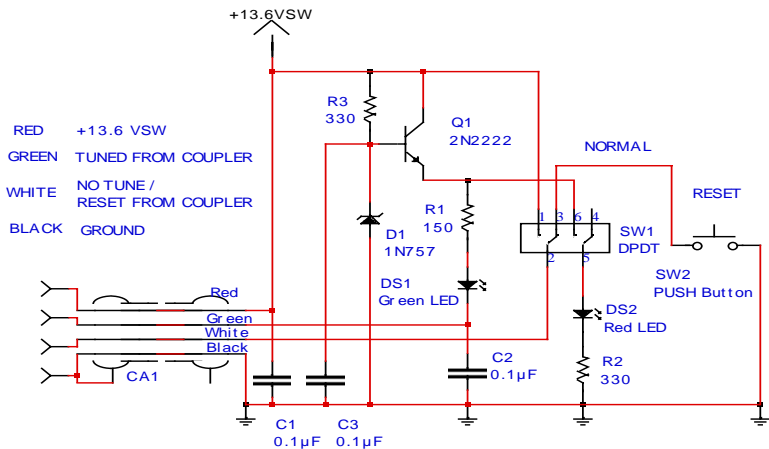 +13.6VSW
R3
330
Q1
2N2222
NORMAL
RED +13.6 VSW
GREEN TUNED FROM COUPLER
WHITE NO TUNE /
RESET FROM COUPLER
BLACK GROUND
RESET
R1
150
1 3 6 4
SW1
DPDT
2 5
D1
1N757
SW2
PUSH Button
DS1
Green LED
DS2
Red LED
Red
Green
White
Black
CA1
C2
0.1µF
R2
330
C1
0.1µF
C3
0.1µF